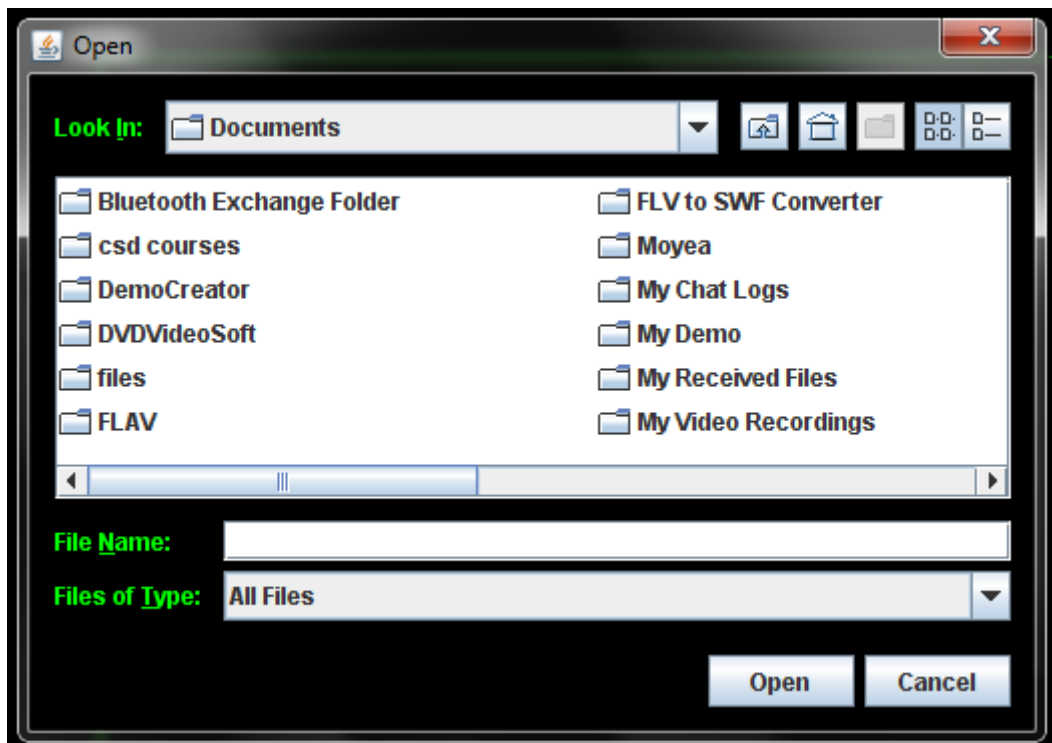 Open
Look In: Documents
Bluetooth Exchange Folder
csd courses
DemoCreator
DVDVideoSoft
files
FLAV
FLV to SWF Converter
Moyea
My Chat Logs
My Demo
My Received Files
My Video Recordings
File Name:
Files of Type: All Files
Open Cancel